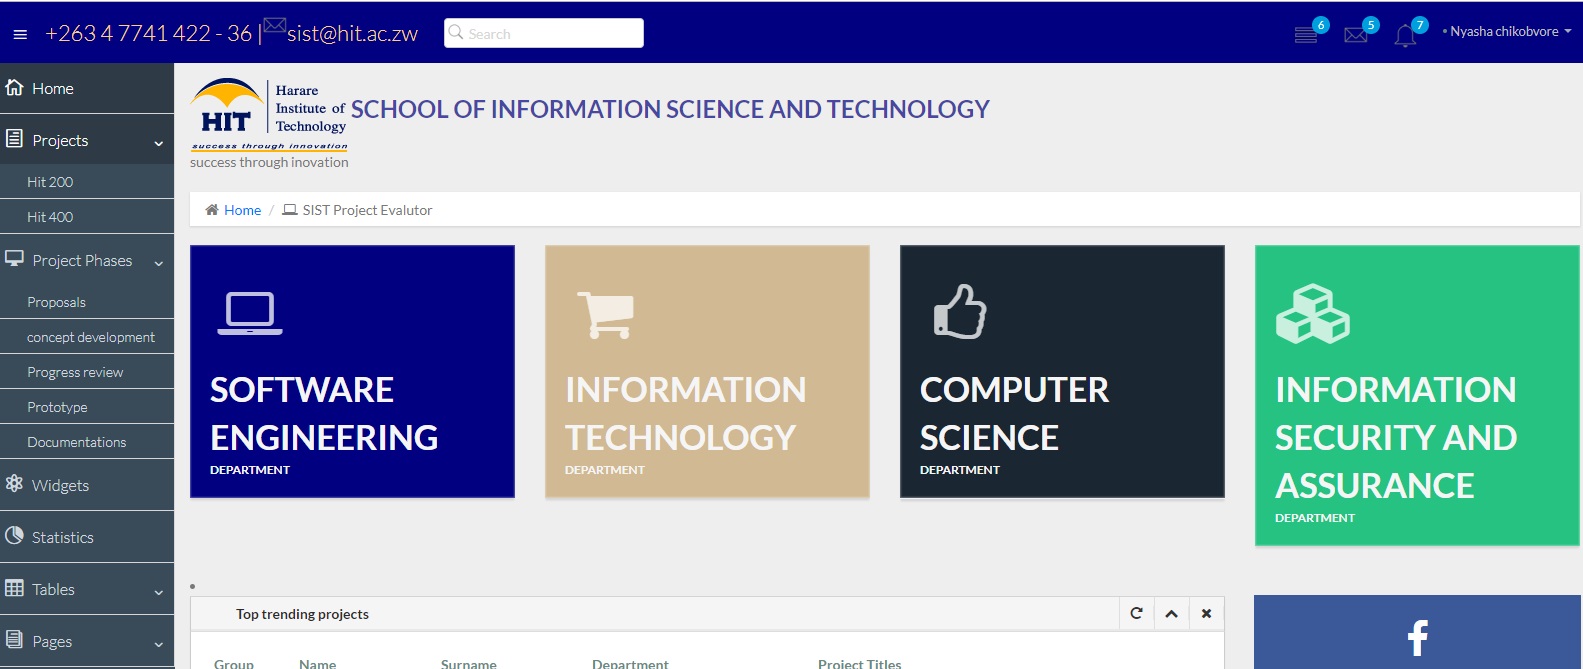 +263 4 7741 422 - 36 | sist@hit.ac.zw
Search
6
5
7
Nyasha chikobvore
Home
Projects
Hit 200
Hit 400
Project Phases
Proposals
concept development
Progress review
Prototype
Documentations
Widgets
Statistics
Tables
Pages
HIT
Harare
Institute of
Technology
success through innovation
SCHOOL OF INFORMATION SCIENCE AND TECHNOLOGY
success through inovation
Home / SIST Project Evalutor
SOFTWARE
ENGINEERING
DEPARTMENT
INFORMATION
TECHNOLOGY
DEPARTMENT
COMPUTER
SCIENCE
DEPARTMENT
INFORMATION
SECURITY AND
ASSURANCE
DEPARTMENT
Top trending projects
Group Name Surname Department Project Titles